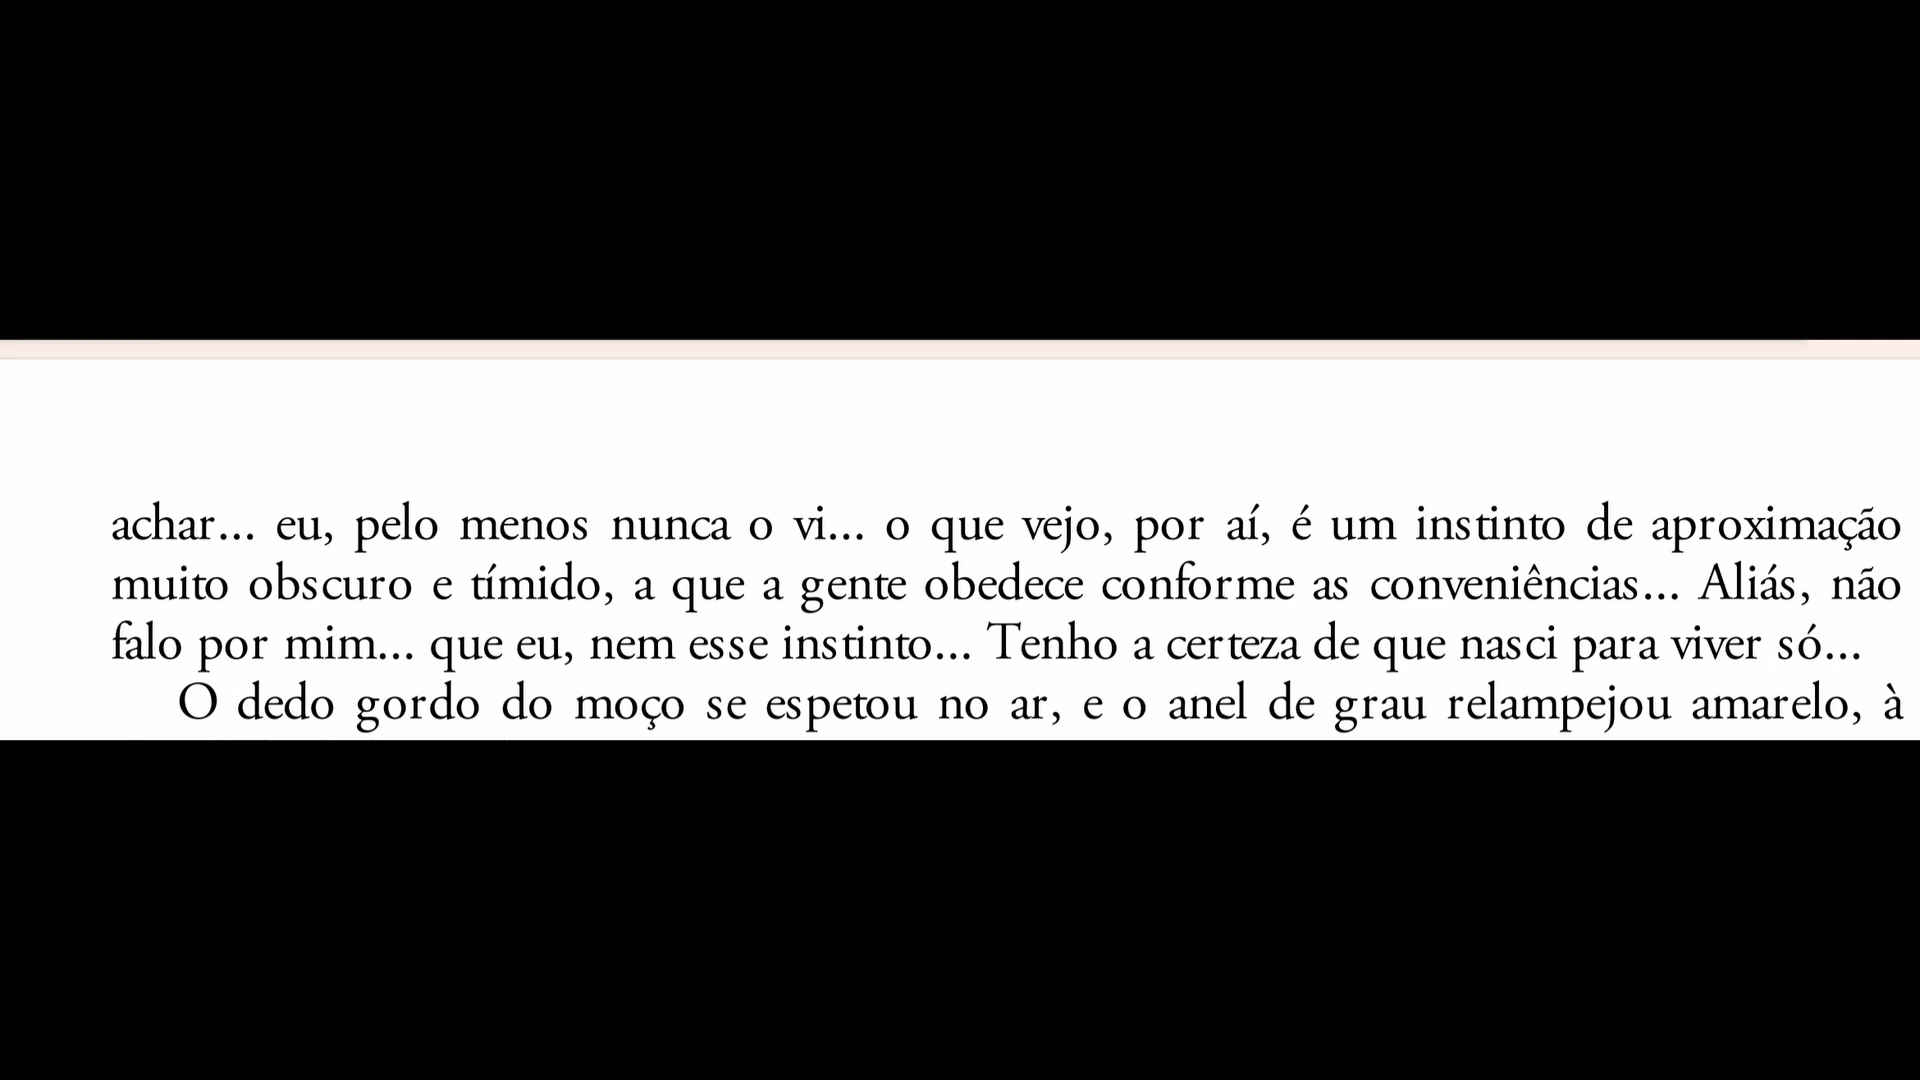 achar... eu, pelo menos nunca o vi... o que vejo, por aí, é um instinto de aproximação
muito obscuro e tímido, a que a gente obedece conforme as conveniências... Aliás, não
falo por mim... que eu, nem esse instinto... Tenho a certeza de que nasci para viver só...
O dedo gordo do moço se espetou no ar, e o anel de grau relampejou amarelo, à